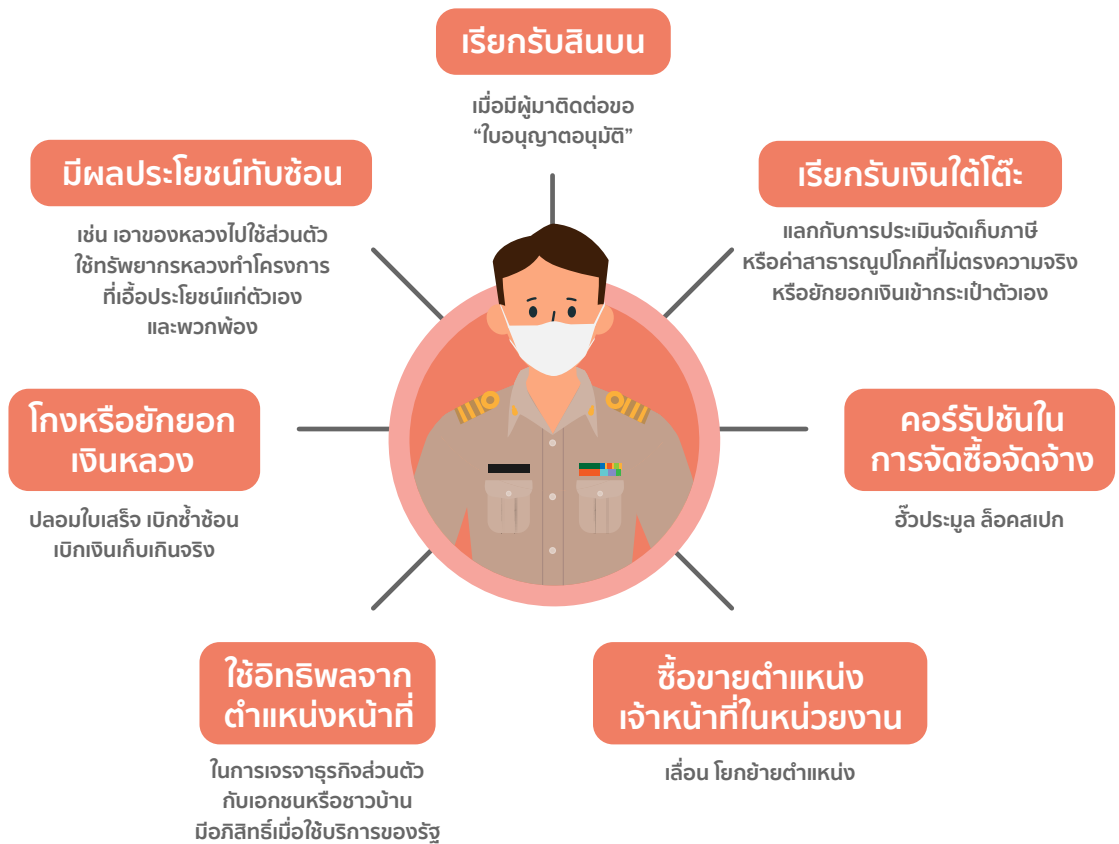 เรียกรับสินบน
เมื่อมีผู้มาติดต่อขอ
“ใบอนุญาตอนุมัติ”
มีผลประโยชน์ทับซ้อน
เช่น เอาของหลวงไปใช้ส่วนตัว
ใช้ทรัพยากรหลวงทำโครงการ
ที่เอื้อประโยชน์แก่ตัวเอง
และพวกพ้อง
เรียกรับเงินใต้โต๊ะ
แลกกับการประเมินจัดเก็บภาษี
หรือค่าสาธารณูปโภคที่ไม่ตรงความจริง
หรือยักยอกเงินเข้ากระเป๋าตัวเอง
โกงหรือยักยอก
เงินหลวง
ปลอมใบเสร็จ เบิกซ้ำซ้อน
เบิกเงินเก็บเกินจริง
คอร์รัปชันใน
การจัดซื้อจัดจ้าง
ฮั๊วประมูล ล็อคสเปก
ใช้อิทธิพลจาก
ตำแหน่งหน้าที่
ในการเจรจาธุรกิจส่วนตัว
กับเอกชนหรือชาวบ้าน
มีอภิสิทธิ์เมื่อใช้บริการของรัฐ
ซื้อขายตำแหน่ง
เจ้าหน้าที่ในหน่วยงาน
เลื่อน โยกย้ายตำแหน่ง